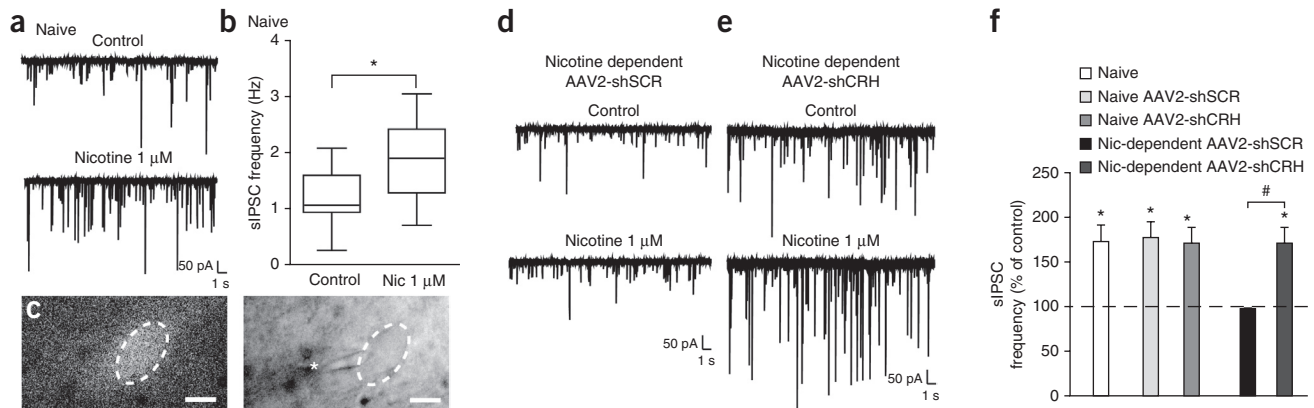 a
Naive
Control
Nicotine 1 μM
50 pA
1 s
b
Naive
4
3
2
1
0
sIPSC frequency (Hz)
*
Control
Nic 1 μM
c
*
d
Nicotine dependent
AAV2-shSCR
Control
Nicotine 1 μM
50 pA
1 s
e
Nicotine dependent
AAV2-shCRH
Control
Nicotine 1 μM
50 pA
1 s
f
Naive
Naive AAV2-shSCR
Naive AAV2-shCRH
Nic-dependent AAV2-shSCR
Nic-dependent AAV2-shCRH
250
200
150
100
50
0
sIPSC
frequency (% of control)
*
*
*
#
*